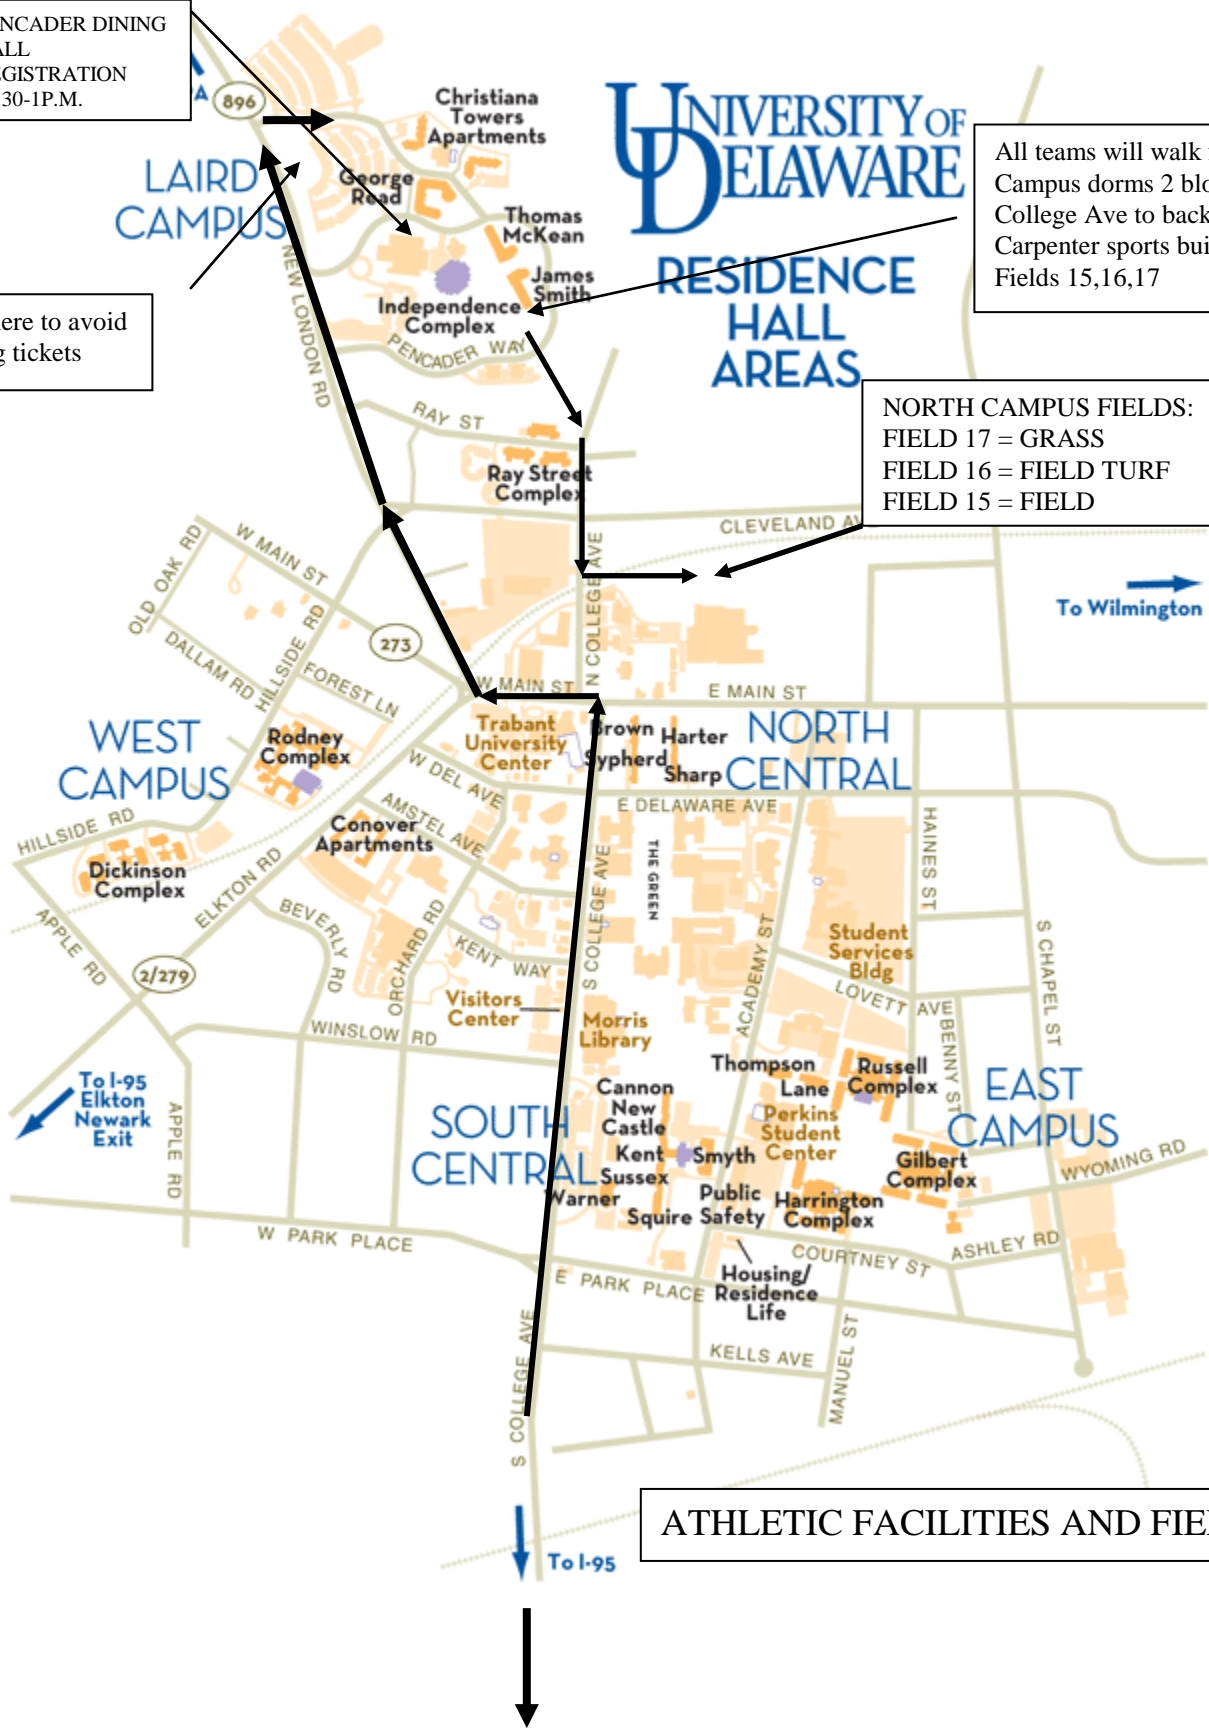 NCADER DINING
ALL
EGISTRATION
30-1P.M.
A
896
Christiana
Towers
Apartments
UNIVERSITY OF
DELAWARE
RESIDENCE
HALL
AREAS
All teams will walk
Campus dorms 2 blo
College Ave to back
Carpenter sports bui
Fields 15,16,17
LAIRD
CAMPUS
George
Read
Thomas
McKean
James
Smith
Independence
Complex
NEW LONDON RD
PENCADER WAY
ere to avoid
g tickets
NORTH CAMPUS FIELDS:
FIELD 17 = GRASS
FIELD 16 = FIELD TURF
FIELD 15 = FIELD
RAY ST
Ray Street
Complex
CLEVELAND AV
N COLLEGE AVE
To Wilmington
OLD OAK RD
W MAIN ST
DALLAM RD
HILLSIDE RD
FOREST LN
273
W MAIN ST
E MAIN ST
WEST
CAMPUS
Rodney
Complex
Trabant
University
Center
Brown
Sypherd
Harter
Sharp
NORTH
CENTRAL
W DEL AVE
E DELAWARE AVE
AMSTEL AVE
Conover
Apartments
HILLSIDE RD
Dickinson
Complex
ELKTON RD
THE GREEN
HAINES ST
APPLE RD
BEVERLY RD
ORCHARD RD
KENT WAY
S COLLEGE AVE
ACADEMY ST
Student
Services
Bldg
LOVETT AVE
S CHAPEL ST
BENNY ST
2/279
Visitors
Center
Morris
Library
WINSLOW RD
To I-95
Elkton
Newark
Exit
APPLE RD
SOUTH
CENTRAL
Cannon
New
Castle
Kent
Sussex
Warner
Squire
Smyth
Public
Safety
Thompson
Lane
Perkins
Student
Center
Russell
Complex
EAST
CAMPUS
Gilbert
Complex
Harrington
Complex
WYOMING RD
W PARK PLACE
E PARK PLACE
Housing/
Residence
Life
COURTNEY ST
ASHLEY RD
S COLLEGE AVE
KELLS AVE
MANUEL ST
ATHLETIC FACILITIES AND FIE
To I-95